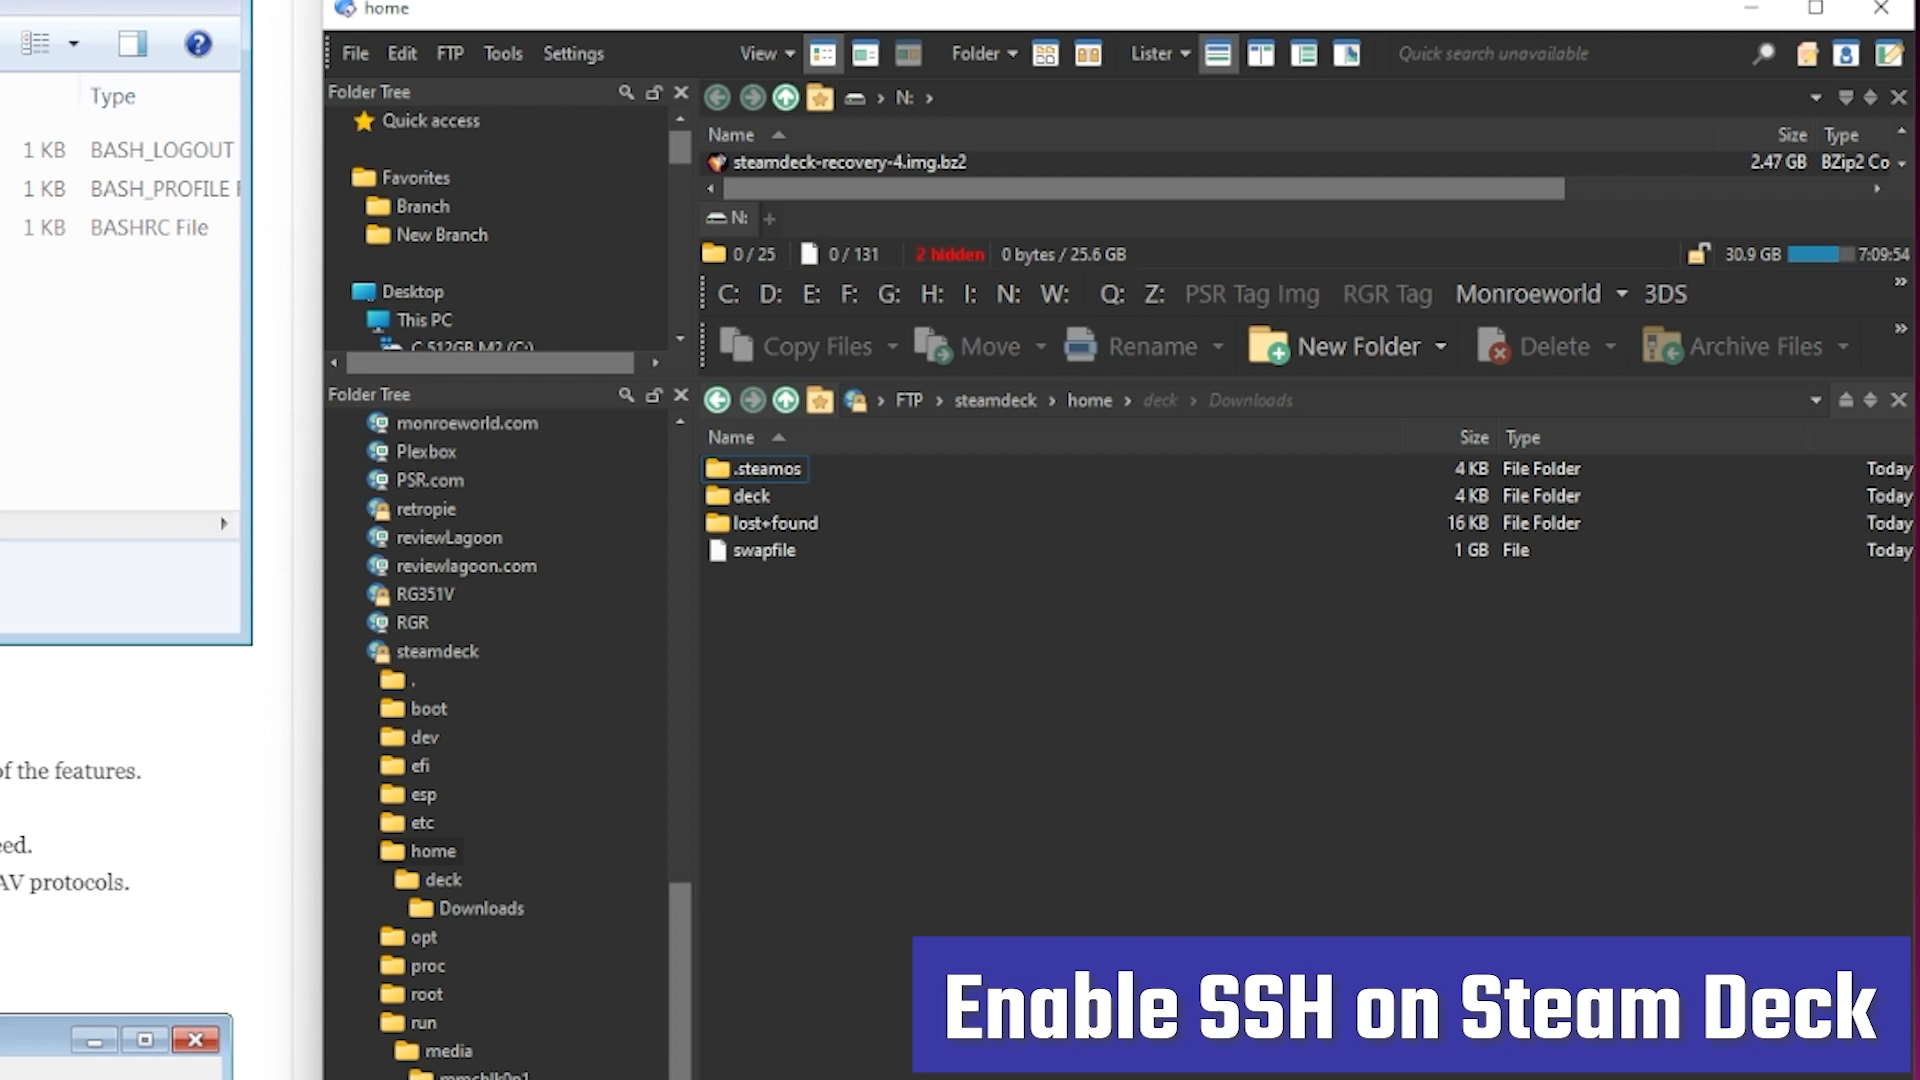 Type
1 KB BASH_LOGOUT
1 KB BASH_PROFILE F
1 KB BASHRC File
of the features.
eed.
AV protocols.
home
File Edit FTP Tools Settings View Folder Lister Quick search unavailable
Folder Tree
Quick access
Favorites
Branch
New Branch
Desktop
This PC
C 512GB M2 (C:)
N:
Name Size Type
steamdeck-recovery-4.img.bz2 2.47 GB BZip2 Co
N: +
0 / 25 0 / 131 2 hidden 0 bytes / 25.6 GB 30.9 GB 7:09:54
C: D: E: F: G: H: I: N: W: Q: Z: PSR Tag Img RGR Tag Monroeworld 3DS
Copy Files Move Rename New Folder Delete Archive Files
Folder Tree
monroeworld.com
Plexbox
PSR.com
retropie
reviewLagoon
reviewlagoon.com
RG351V
RGR
steamdeck
.
boot
dev
efi
esp
etc
home
deck
Downloads
opt
proc
root
run
media
mmcblk0p1
FTP steamdeck home deck Downloads
Name Size Type
.steamos 4 KB File Folder Today
deck 4 KB File Folder Today
lost+found 16 KB File Folder Today
swapfile 1 GB File Today
Enable SSH on Steam Deck